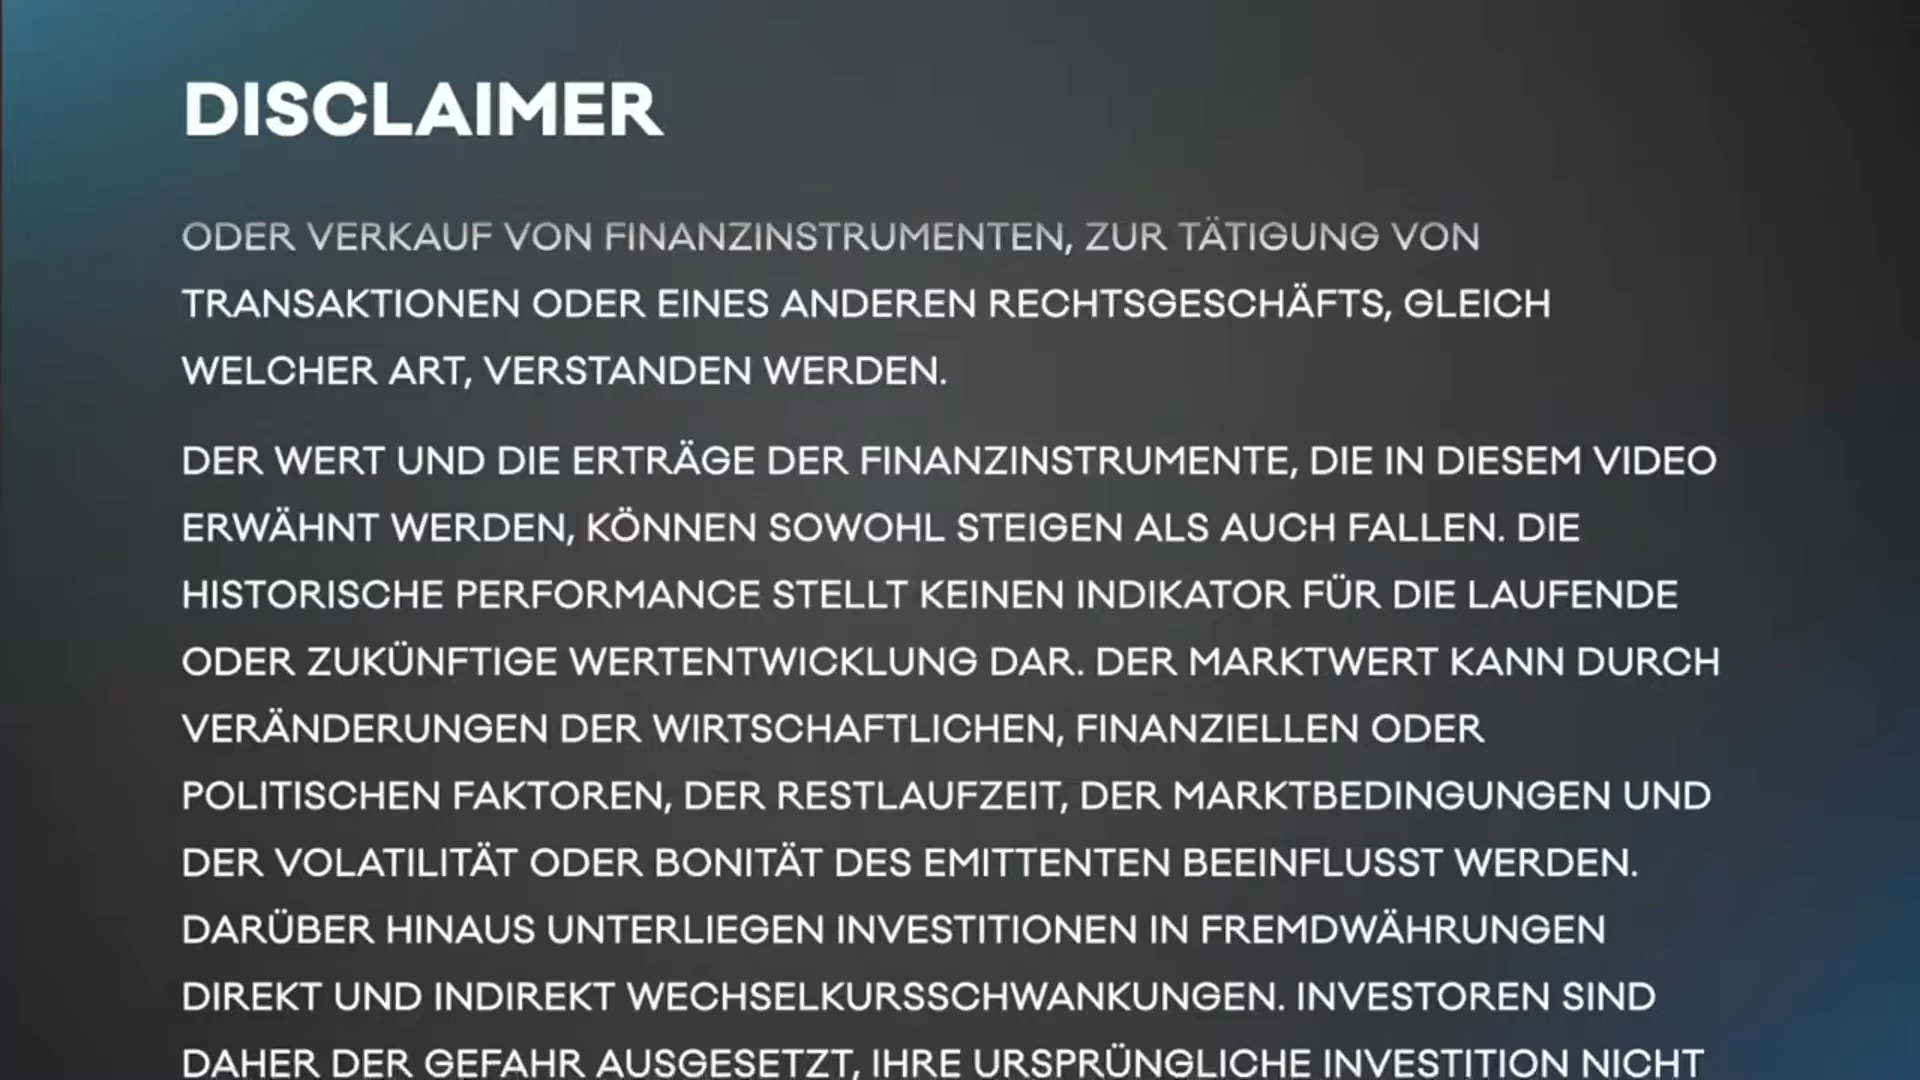 DISCLAIMER
ODER VERKAUF VON FINANZINSTRUMENTEN, ZUR TÄTIGUNG VON
TRANSAKTIONEN ODER EINES ANDEREN RECHTSGESCHÄFTS, GLEICH
WELCHER ART, VERSTANDEN WERDEN.
DER WERT UND DIE ERTRÄGE DER FINANZINSTRUMENTE, DIE IN DIESEM VIDEO
ERWÄHNT WERDEN, KÖNNEN SOWOHL STEIGEN ALS AUCH FALLEN. DIE
HISTORISCHE PERFORMANCE STELLT KEINEN INDIKATOR FÜR DIE LAUFENDE
ODER ZUKÜNFTIGE WERTENTWICKLUNG DAR. DER MARKTWERT KANN DURCH
VERÄNDERUNGEN DER WIRTSCHAFTLICHEN, FINANZIELLEN ODER
POLITISCHEN FAKTOREN, DER RESTLAUFZEIT, DER MARKTBEDINGUNGEN UND
DER VOLATILITÄT ODER BONITÄT DES EMITTENTEN BEEINFLUSST WERDEN.
DARÜBER HINAUS UNTERLIEGEN INVESTITIONEN IN FREMDWÄHRUNGEN
DIREKT UND INDIREKT WECHSELKURSSCHWANKUNGEN. INVESTOREN SIND
DAHER DER GEFAHR AUSGESETZT, IHRE URSPRÜNGLICHE INVESTITION NICHT